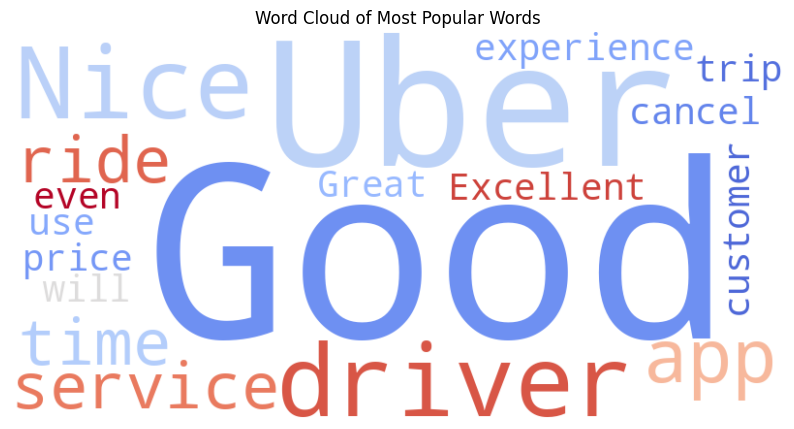 Word Cloud of Most Popular Words
Nice
Uber
experience
trip
cancel
ride
Great
Excellent
even
use
price
will
Good
customer
time
service
driver
app